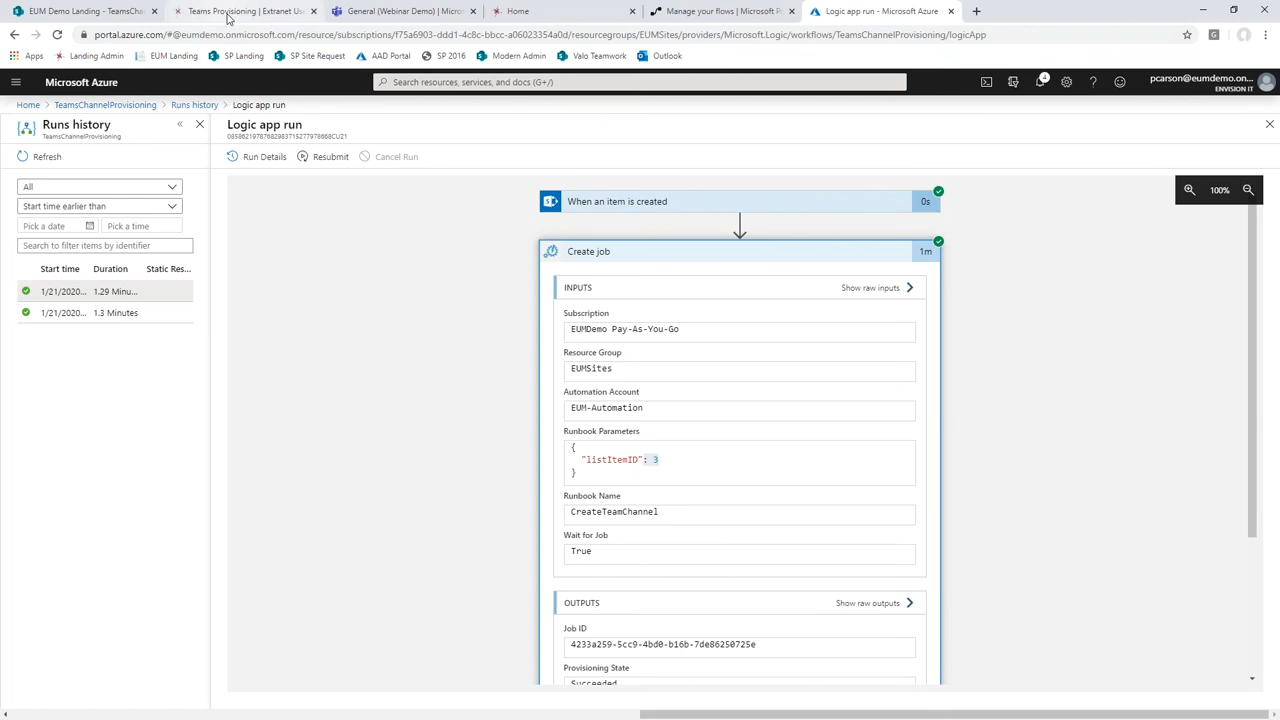 EUM Demo Landing - TeamsCha
Teams Provisioning | Extranet Use
General (Webinar Demo) | Micros
Home
Manage your flows | Microsoft P
Logic app run - Microsoft Azure
portal.azure.com/#@eumdemo.onmicrosoft.com/resource/subscriptions/f75a6903-ddd1-4c8c-bbcc-a06023354a0d/resourcegroups/EUMSites/providers/Microsoft.Logic/workflows/TeamsChannelProvisioning/logicApp
Apps
Landing Admin
EUM Landing
SP Landing
SP Site Request
AAD Portal
SP 2016
Modern Admin
Valo Teamwork
Outlook
Microsoft Azure
Search resources, services, and docs (G+/)
4
pcarson@eumdemo.on...
ENVISION IT
Home
TeamsChannelProvisioning
Runs history
Logic app run
Runs history
TeamsChannelProvisioning
Refresh
All
Start time earlier than
Pick a date
Pick a time
Search to filter items by identifier
Start time Duration Static Res...
1/21/2020... 1.29 Minu...
1/21/2020... 1.3 Minutes
Logic app run
Run Details
Resubmit
Cancel Run
100%
When an item is created 0s
Create job 1m
INPUTS Show raw inputs
Subscription
EUMDemo Pay-As-You-Go
Resource Group
EUMSites
Automation Account
EUM-Automation
Runbook Parameters
{
"listItemID": 3
}
Runbook Name
CreateTeamChannel
Wait for Job
True
OUTPUTS Show raw outputs
Job ID
4233a259-5cc9-4bd0-b16b-7de86250725e
Provisioning State
Succeeded